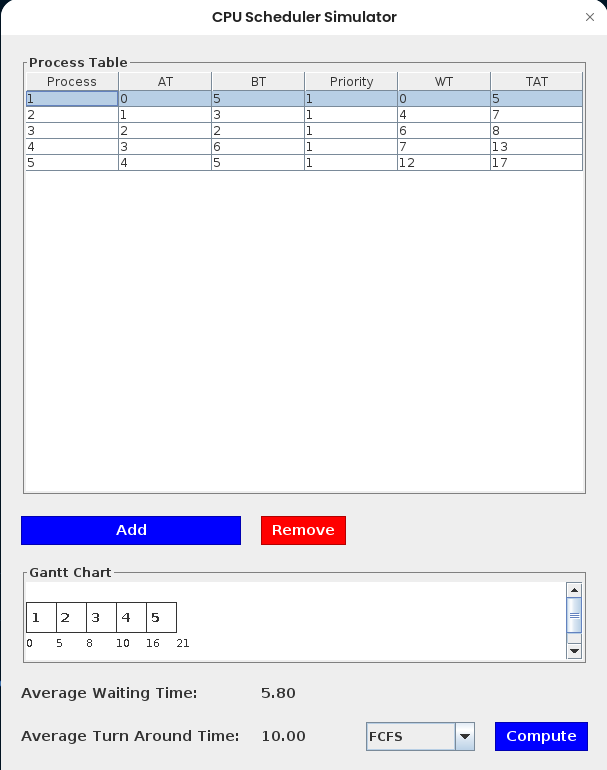 CPU Scheduler Simulator ×
Process Table
Process AT BT Priority WT TAT
1 0 5 1 0 5
2 1 3 1 4 7
3 2 2 1 6 8
4 3 6 1 7 13
5 4 5 1 12 17
Add Remove
Gantt Chart
1 2 3 4 5
0 5 8 10 16 21
Average Waiting Time: 5.80
Average Turn Around Time: 10.00 FCFS Compute